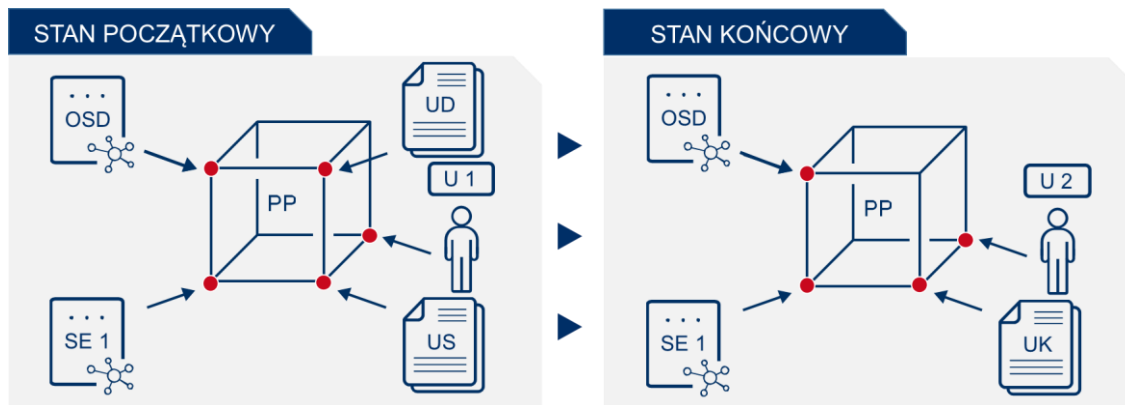 STAN POCZĄTKOWY
OSD
UD
PP
U 1
SE 1
US
STAN KOŃCOWY
OSD
PP
U 2
SE 1
UK